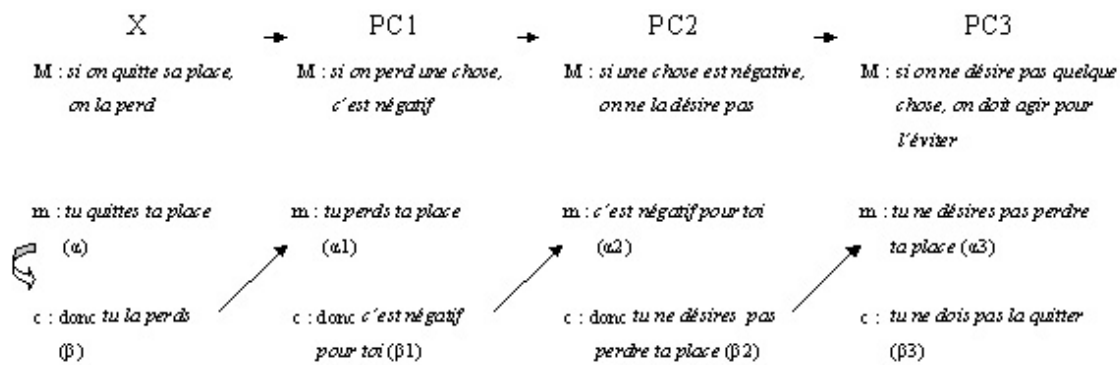 X PC1 PC2 PC3
M : si on quitte sa place,
on la perd
M : si on perd une chose,
c'est négatif
M : si une chose est négative,
on ne la désire pas
M : si on ne désire pas quelque
chose, on doit agir pour
l'éviter
m : tu quittes ta place
(α)
m : tu perds ta place
(α1)
m : c'est négatif pour toi
(α2)
m : tu ne désires pas perdre
ta place (α3)
c : donc tu la perds
(β)
c : donc c'est négatif
pour toi (β1)
c : donc tu ne désires pas
perdre ta place (β2)
c : tu ne dois pas la quitter
(β3)